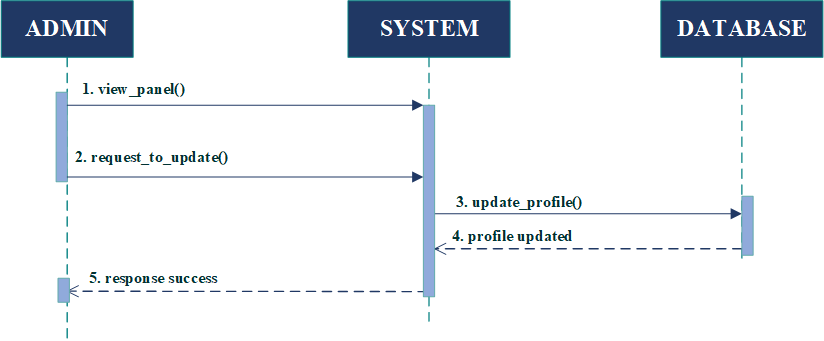 ADMIN
SYSTEM
DATABASE
1. view_panel()
2. request_to_update()
3. update_profile()
4. profile updated
5. response success